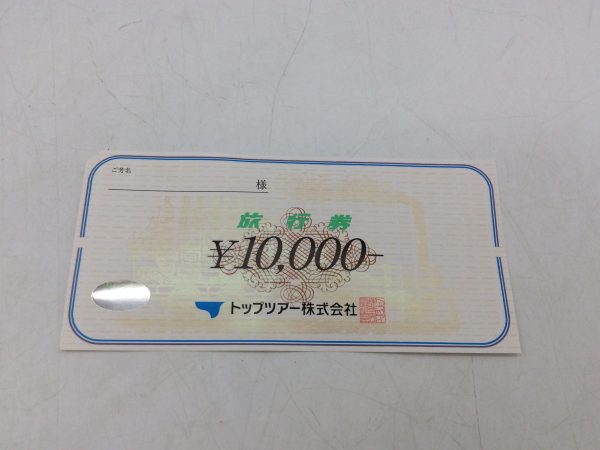 ご芳名
様
旅行券
¥10,000-
トップツアー株式会社